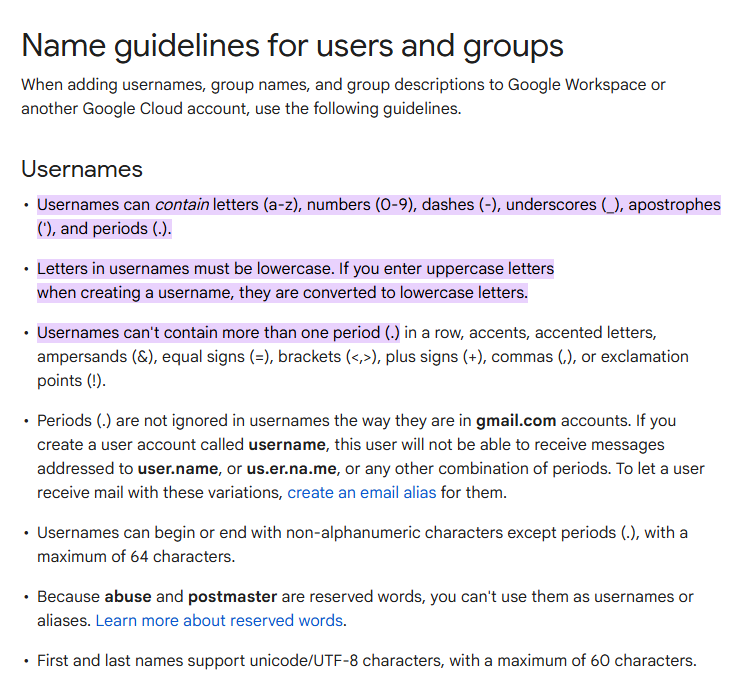 Name guidelines for users and groups
When adding usernames, group names, and group descriptions to Google Workspace or
another Google Cloud account, use the following guidelines.
Usernames
• Usernames can contain letters (a-z), numbers (0-9), dashes (-), underscores (_), apostrophes
('), and periods (.).
• Letters in usernames must be lowercase. If you enter uppercase letters
when creating a username, they are converted to lowercase letters.
• Usernames can't contain more than one period (.) in a row, accents, accented letters,
ampersands (&), equal signs (=), brackets (<,>), plus signs (+), commas (,), or exclamation
points (!).
• Periods (.) are not ignored in usernames the way they are in gmail.com accounts. If you
create a user account called username, this user will not be able to receive messages
addressed to user.name, or us.er.na.me, or any other combination of periods. To let a user
receive mail with these variations, create an email alias for them.
• Usernames can begin or end with non-alphanumeric characters except periods (.), with a
maximum of 64 characters.
• Because abuse and postmaster are reserved words, you can't use them as usernames or
aliases. Learn more about reserved words.
• First and last names support unicode/UTF-8 characters, with a maximum of 60 characters.